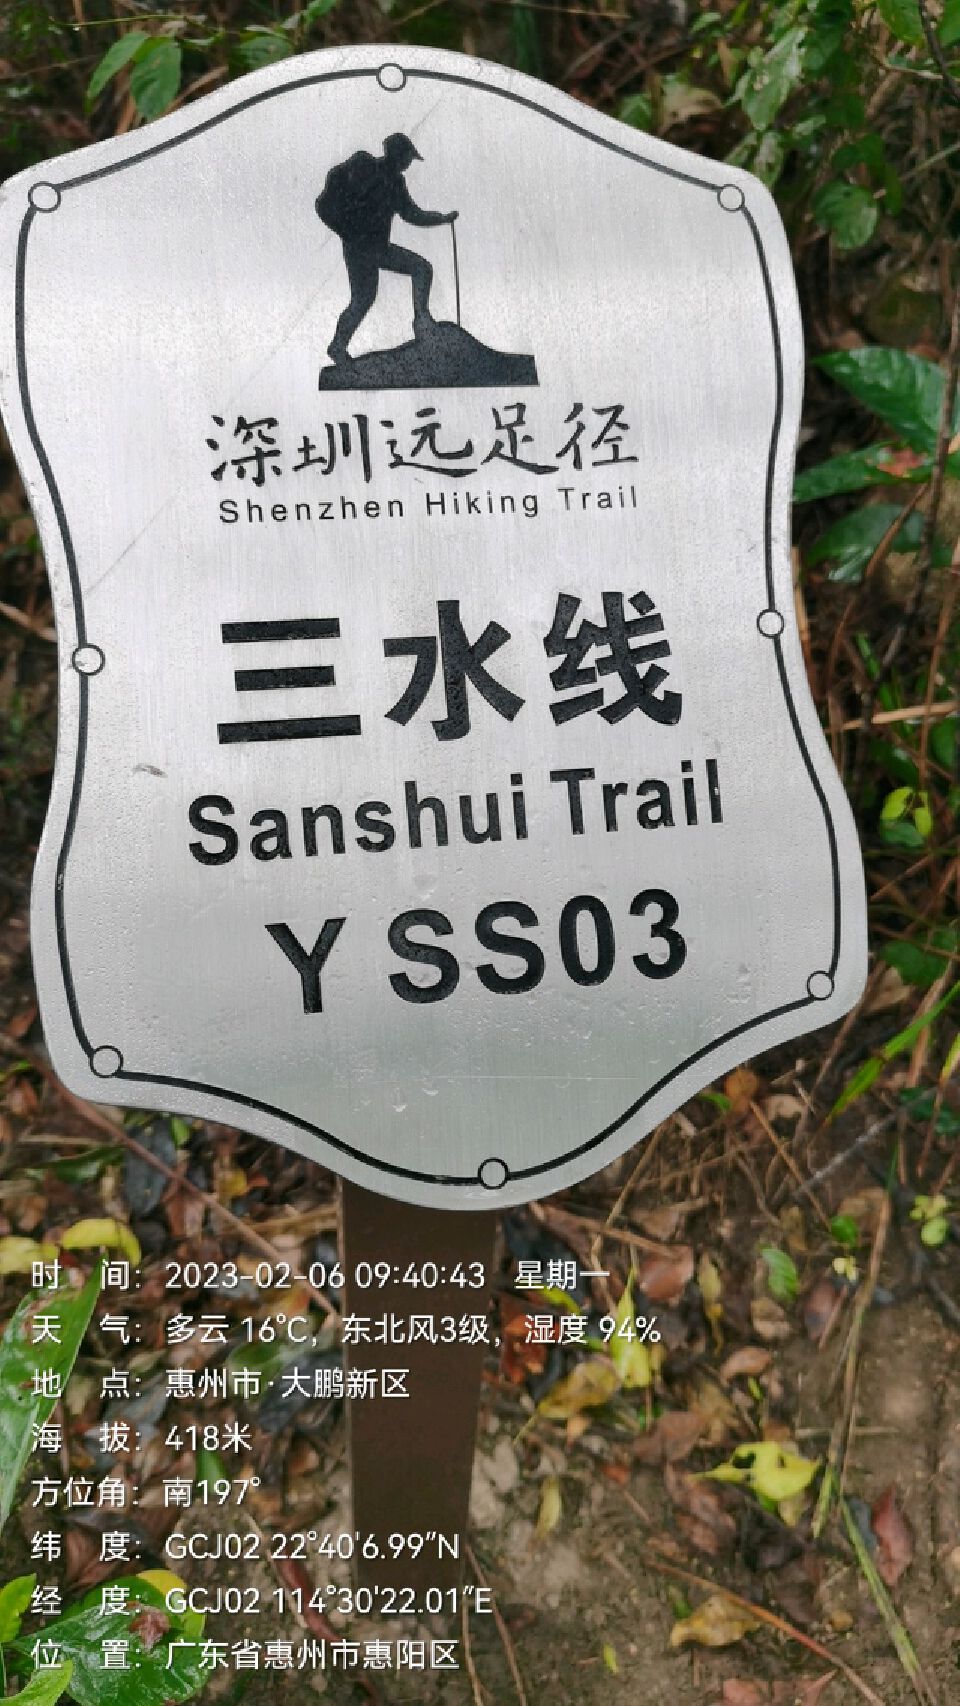 深圳远足径
Shenzhen Hiking Trail
三水线
Sanshui Trail
Y SS03
时 间：2023-02-06 09:40:43 星期一
天 气：多云 16℃，东北风3级，湿度 94%
地 点：惠州市·大鹏新区
海 拔：418米
方位角：南197°
纬 度：GCJ02 22°40'6.99"N
经 度：GCJ02 114°30'22.01"E
位 置：广东省惠州市惠阳区